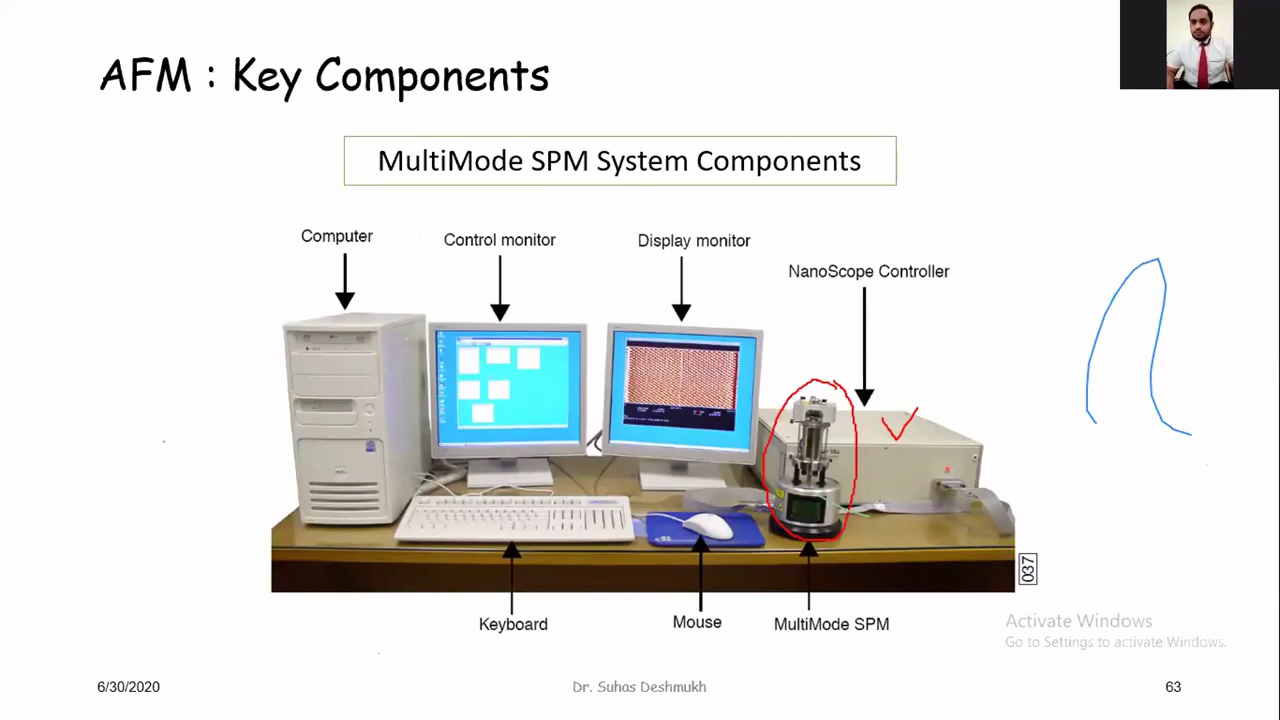 AFM : Key Components
MultiMode SPM System Components
Computer
Control monitor
Display monitor
NanoScope Controller
Keyboard
Mouse
MultiMode SPM
037
Activate Windows
Go to Settings to activate Windows.
6/30/2020
Dr. Suhas Deshmukh
63